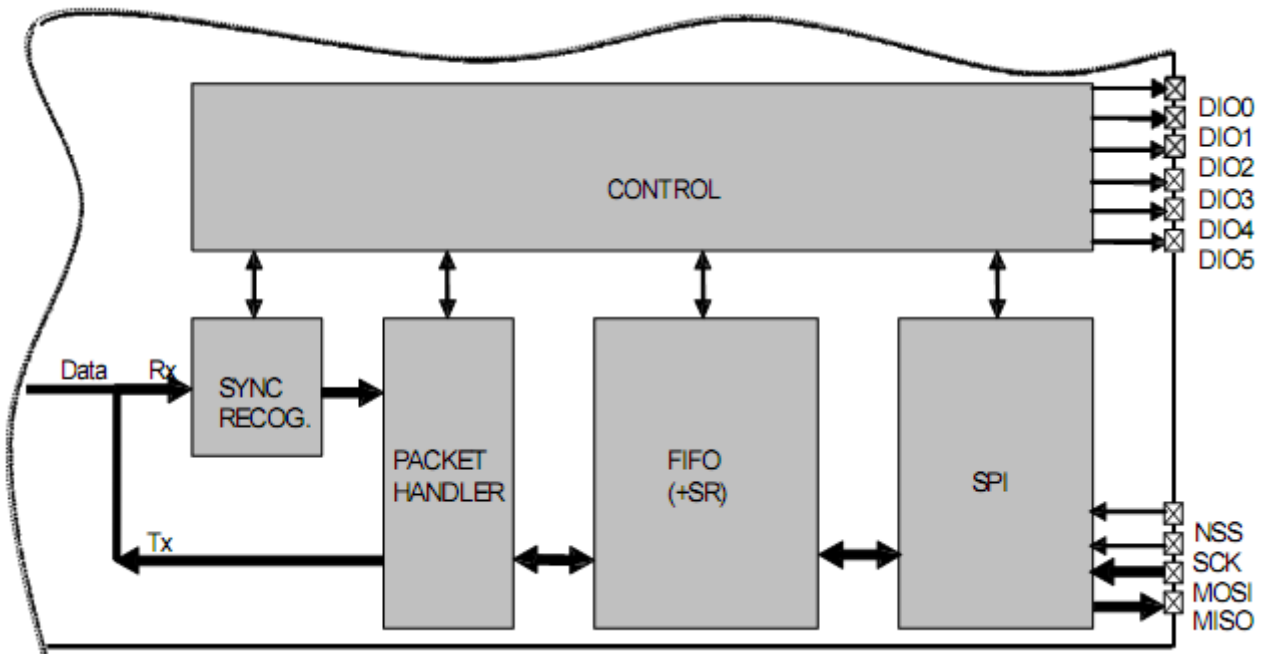 DIO0
DIO1
DIO2
DIO3
DIO4
DIO5
CONTROL
Data
Rx
SYNC
RECOG.
PACKET
HANDLER
FIFO
(+SR)
SPI
Tx
NSS
SCK
MOSI
MISO